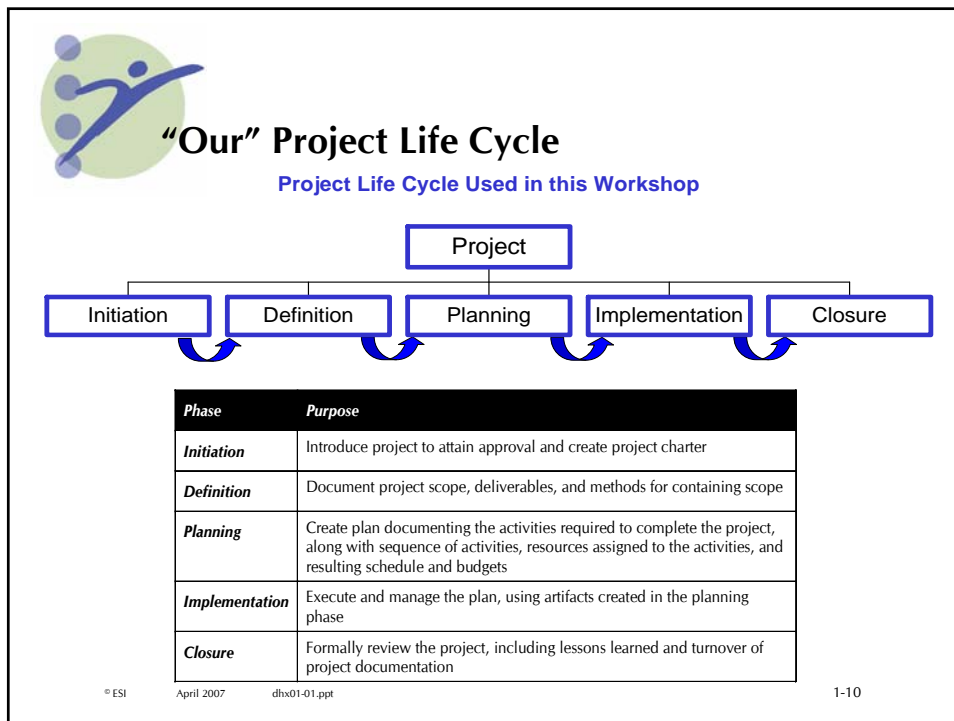 “Our” Project Life Cycle
Project Life Cycle Used in this Workshop
Project
Initiation Definition Planning Implementation Closure
Phase Purpose
Initiation Introduce project to attain approval and create project charter
Definition Document project scope, deliverables, and methods for containing scope
Planning Create plan documenting the activities required to complete the project,
along with sequence of activities, resources assigned to the activities, and
resulting schedule and budgets
Implementation Execute and manage the plan, using artifacts created in the planning
phase
Closure Formally review the project, including lessons learned and turnover of
project documentation
© ESI April 2007 dhx01-01.ppt 1-10